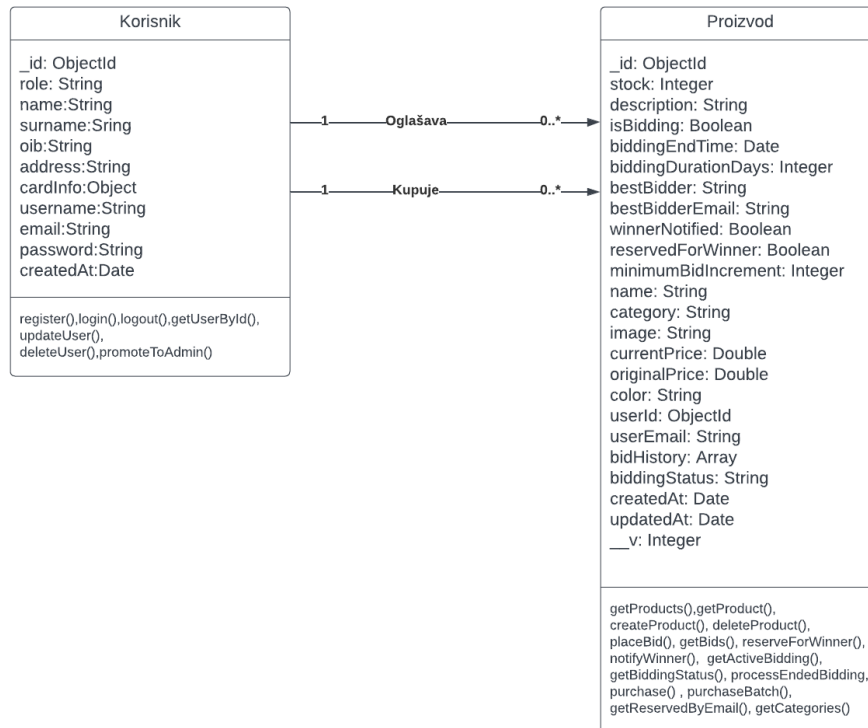 Korisnik
_id: ObjectId
role: String
name:String
surname:Sring
oib:String
address:String
cardInfo:Object
username:String
email:String
password:String
createdAt:Date
register(),login(),logout(),getUserById(),
updateUser(),
deleteUser(),promoteToAdmin()
1 Oglašava 0..*
1 Kupuje 0..*
Proizvod
_id: ObjectId
stock: Integer
description: String
isBidding: Boolean
biddingEndTime: Date
biddingDurationDays: Integer
bestBidder: String
bestBidderEmail: String
winnerNotified: Boolean
reservedForWinner: Boolean
minimumBidIncrement: Integer
name: String
category: String
image: String
currentPrice: Double
originalPrice: Double
color: String
userId: ObjectId
userEmail: String
bidHistory: Array
biddingStatus: String
createdAt: Date
updatedAt: Date
__v: Integer
getProducts(),getProduct(),
createProduct(), deleteProduct(),
placeBid(), getBids(), reserveForWinner(),
notifyWinner(), getActiveBidding(),
getBiddingStatus(), processEndedBidding,
purchase() , purchaseBatch(),
getReservedByEmail(), getCategories()